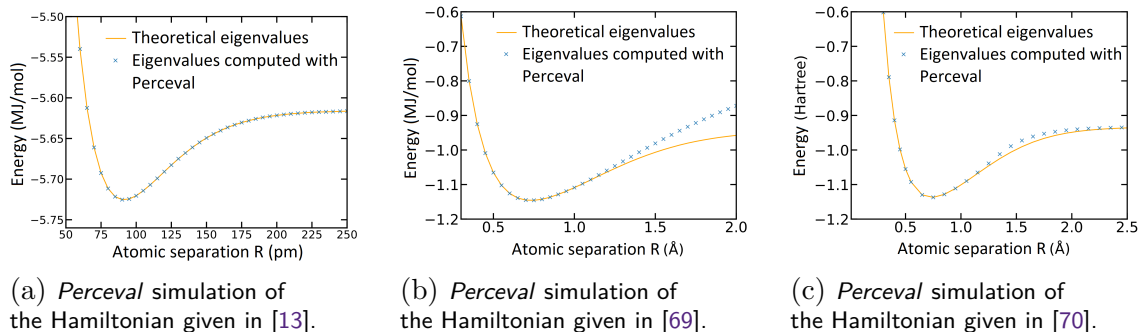 Energy (MJ/mol)
−5.50
−5.55
−5.60
−5.65
−5.70
−5.75
Theoretical eigenvalues
Eigenvalues computed with
Perceval
50 75 100 125 150 175 200 225 250
Atomic separation R (pm)
(a) Perceval simulation of
the Hamiltonian given in [13].
Energy (MJ/mol)
−0.6
−0.7
−0.8
−0.9
−1.0
−1.1
−1.2
Theoretical eigenvalues
Eigenvalues computed with
Perceval
0.5 1.0 1.5 2.0
Atomic separation R (Å)
(b) Perceval simulation of
the Hamiltonian given in [69].
Energy (Hartree)
−0.6
−0.7
−0.8
−0.9
−1.0
−1.1
−1.2
Theoretical eigenvalues
Eigenvalues computed with
Perceval
0.5 1.0 1.5 2.0 2.5
Atomic separation R (Å)
(c) Perceval simulation of
the Hamiltonian given in [70].